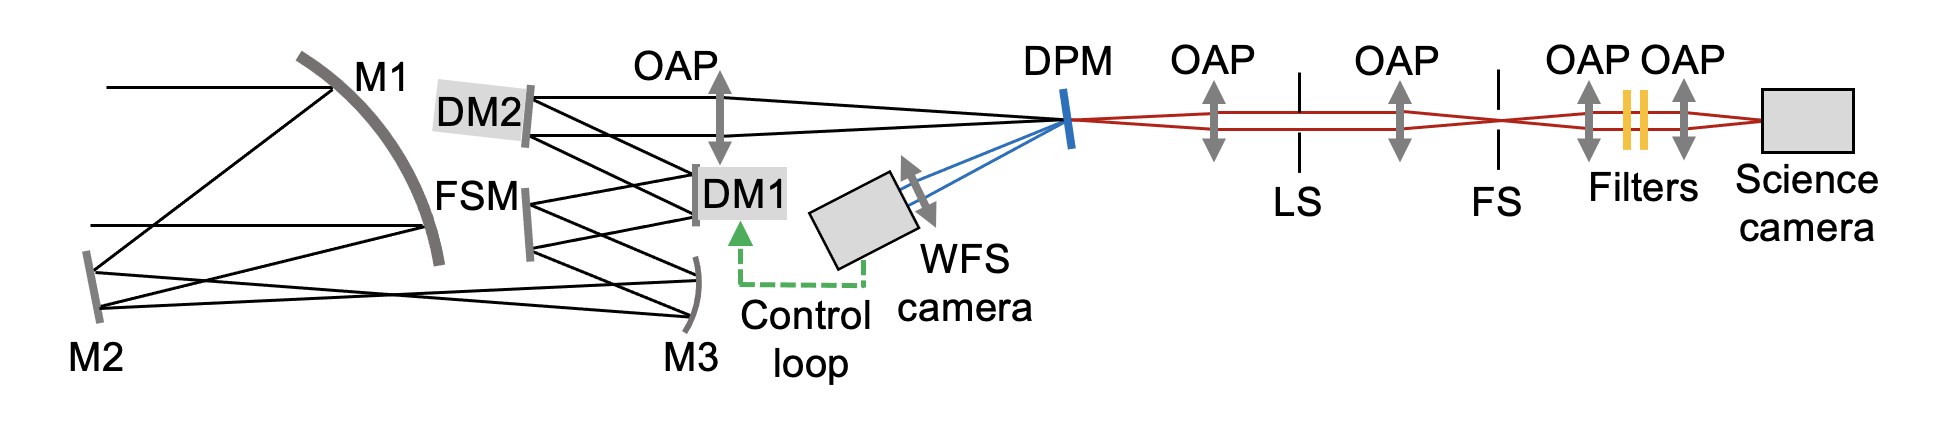 M1
DM2
OAP
DPM
OAP
OAP
OAP
OAP
FSM
DM1
LS
FS
Filters
Science
camera
WFS
camera
Control
loop
M2
M3